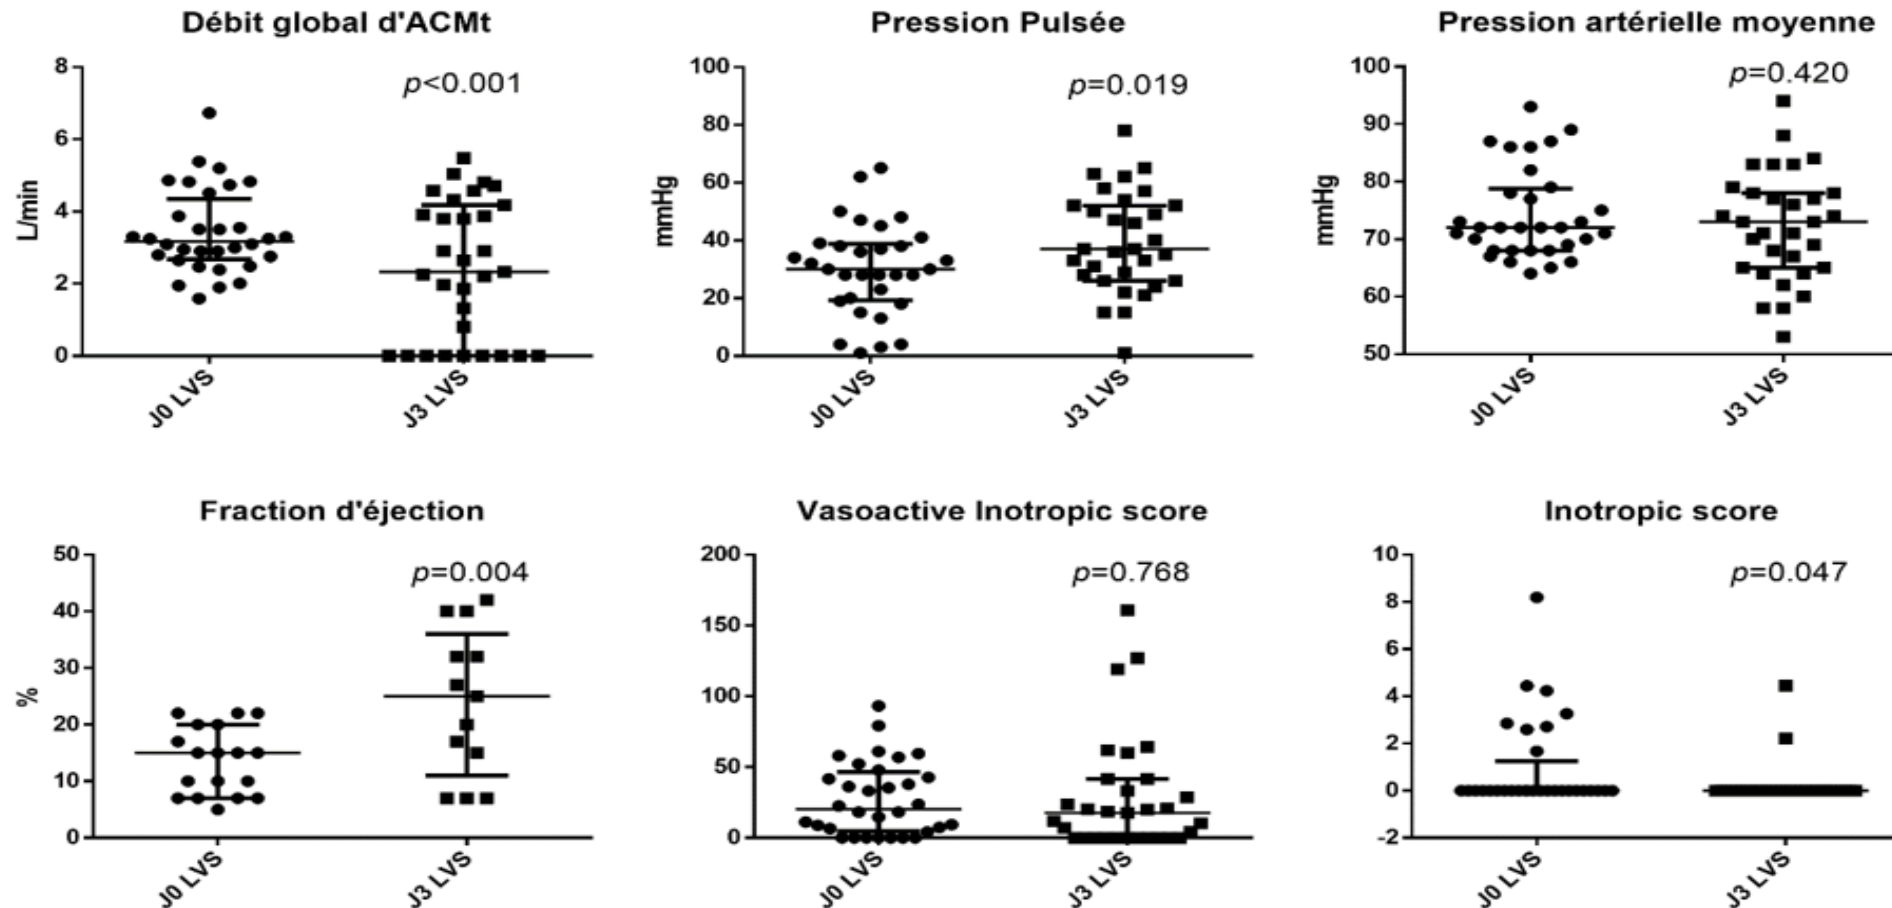 Débit global d'ACMt
8
6
4
2
0
L/min
p<0.001
J0 LVS
J3 LVS
Pression Pulsée
100
80
60
40
20
0
mmHg
p=0.019
J0 LVS
J3 LVS
Pression artérielle moyenne
100
90
80
70
60
50
mmHg
p=0.420
J0 LVS
J3 LVS
Fraction d'éjection
50
40
30
20
10
0
%
p=0.004
J0 LVS
J3 LVS
Vasoactive Inotropic score
200
150
100
50
0
p=0.768
J0 LVS
J3 LVS
Inotropic score
10
8
6
4
2
0
-2
p=0.047
J0 LVS
J3 LVS